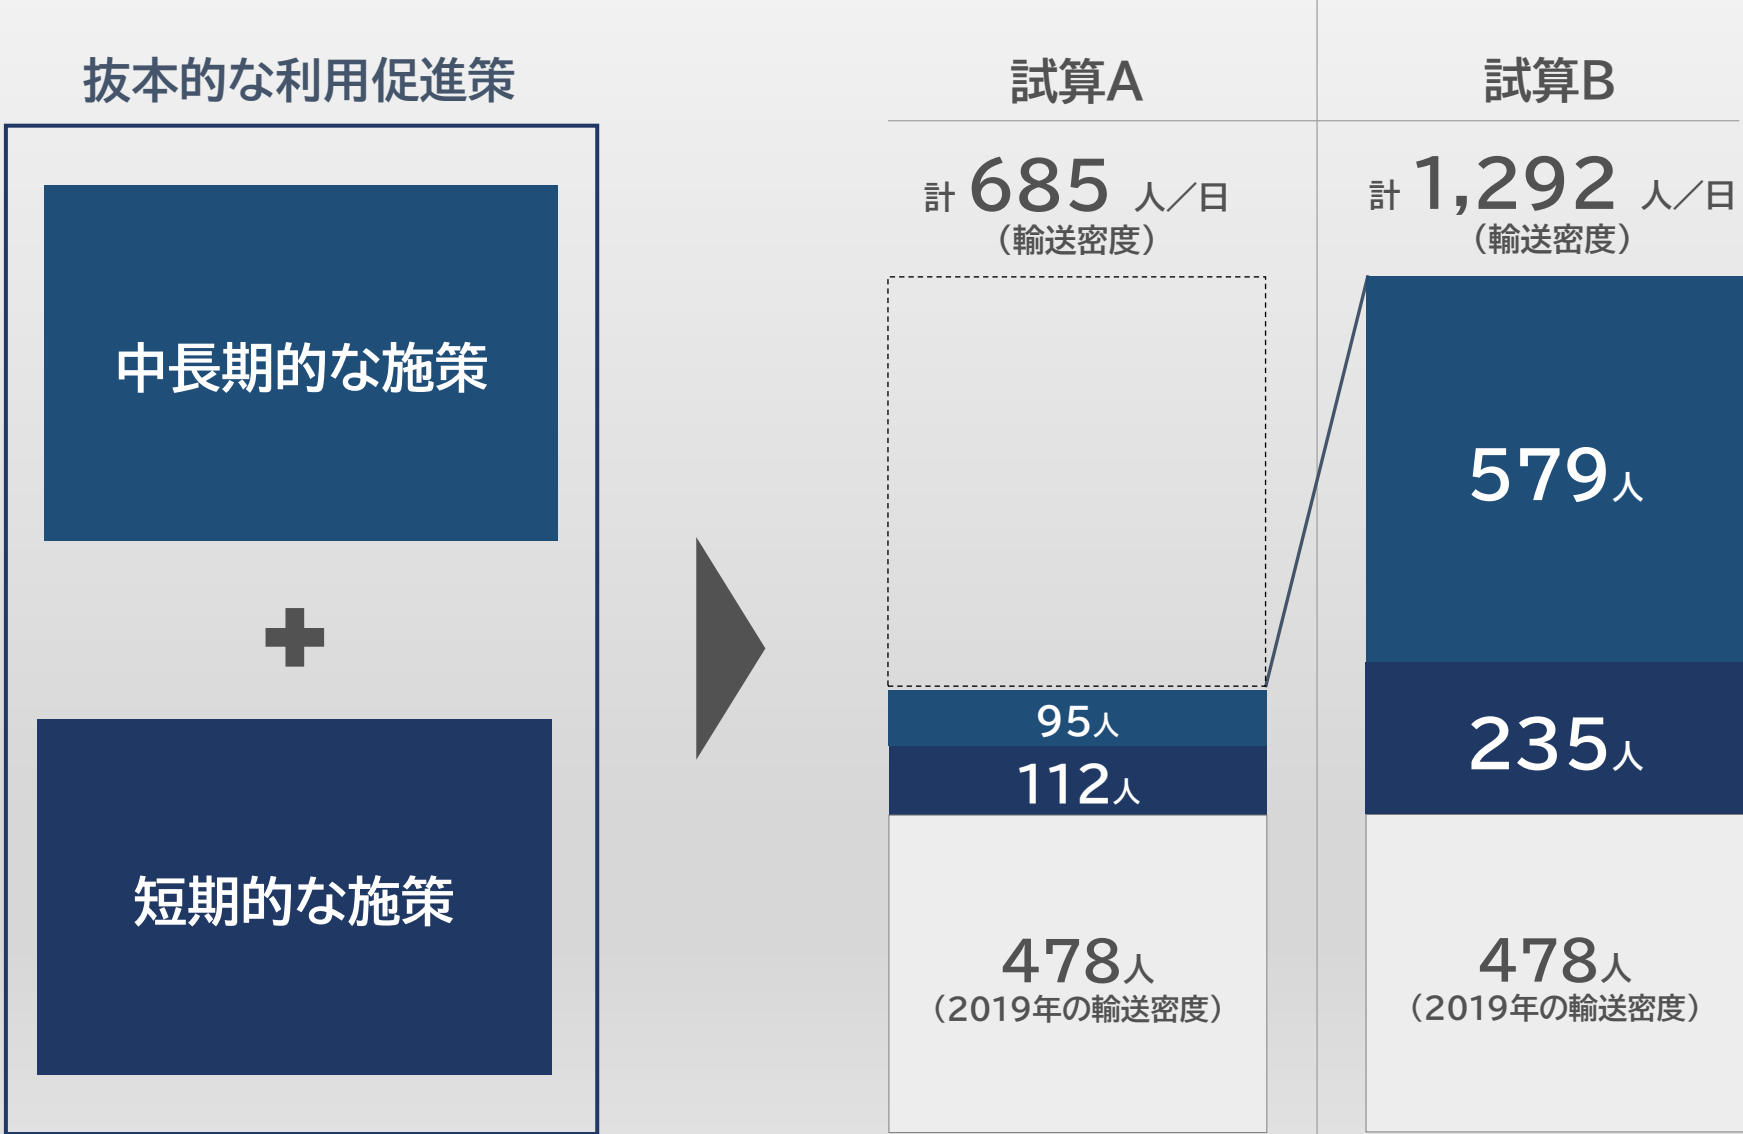 抜本的な利用促進策
中長期的な施策
短期的な施策
試算A
計 685 人／日
（輸送密度）
95人
112人
478人
（2019年の輸送密度）
試算B
計 1,292 人／日
（輸送密度）
579人
235人
478人
（2019年の輸送密度）